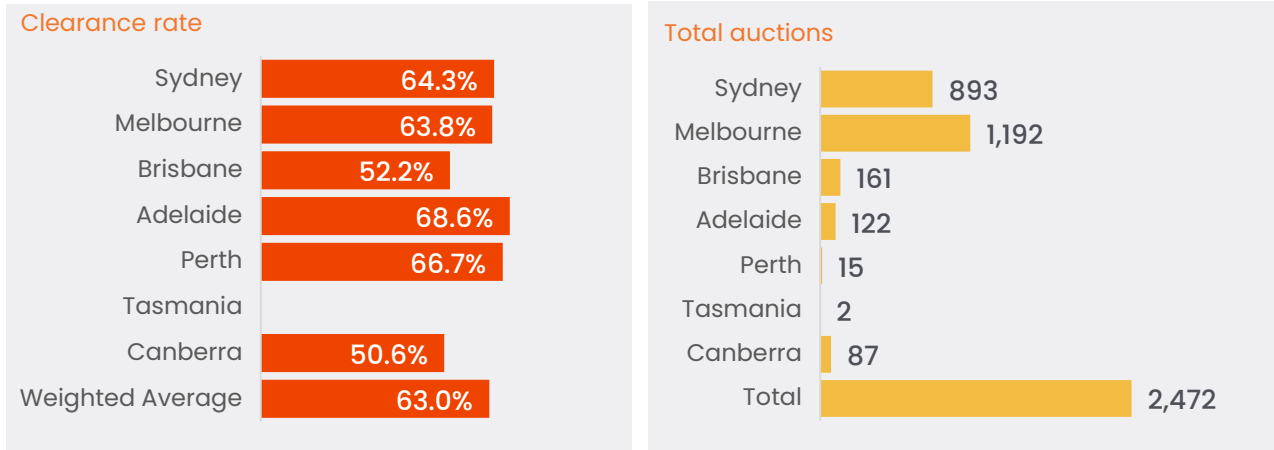 Clearance rate
Sydney 64.3%
Melbourne 63.8%
Brisbane 52.2%
Adelaide 68.6%
Perth 66.7%
Tasmania
Canberra 50.6%
Weighted Average 63.0%
Total auctions
Sydney 893
Melbourne 1,192
Brisbane 161
Adelaide 122
Perth 15
Tasmania 2
Canberra 87
Total 2,472